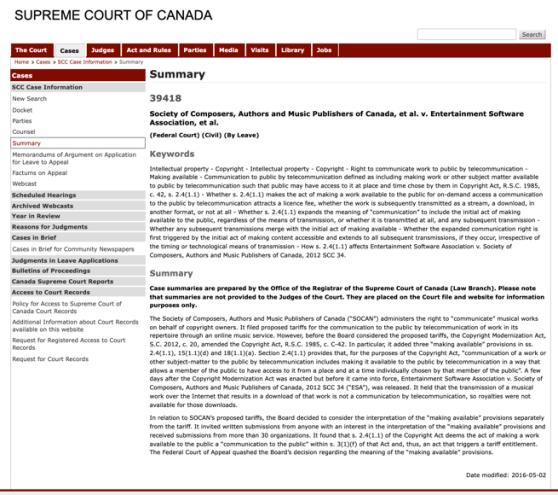 SUPREME COURT OF CANADA
Search
The Court Cases Judges Act and Rules Parties Media Visits Library Jobs
Home > Cases > SCC Case Information > Summary
Cases
SCC Case Information
New Search
Docket
Parties
Counsel
Summary
Memorandums of Argument on Application
for Leave to Appeal
Factums on Appeal
Webcast
Scheduled Hearings
Archived Webcasts
Year in Review
Reasons for Judgments
Cases in Brief
Cases in Brief for Community Newspapers
Judgments in Leave Applications
Bulletins of Proceedings
Canada Supreme Court Reports
Access to Court Records
Policy for Access to Supreme Court of
Canada Court Records
Additional Information about Court Records
available on this website
Request for Registered Access to Court
Records
Request for Court Records
Summary
39418
Society of Composers, Authors and Music Publishers of Canada, et al. v. Entertainment Software
Association, et al.
(Federal Court) (Civil) (By Leave)
Keywords
Intellectual property - Copyright - Intellectual property - Copyright - Right to communicate work to public by telecommunication -
Making available - Communication to public by telecommunication defined as including making work or other subject matter available
to public by telecommunication such that public may have access to it at place and time chose by them in Copyright Act, R.S.C. 1985,
c. 42, s. 2.4(1.1) - Whether s. 2.4(1.1) makes the act of making a work available to the public for on-demand access a communication
to the public by telecommunication attracts a licence fee, whether the work is subsequently transmitted as a stream, a download, in
another format, or not at all - Whether s. 2.4(1.1) expands the meaning of "communication" to include the initial act of making
available to the public, regardless of the means of transmission, or whether it is transmitted at all, and any subsequent transmission -
Whether any subsequent transmissions merge with the initial act of making available - Whether the expanded communication right is
first triggered by the initial act of making content accessible and extends to all subsequent transmissions, if they occur, irrespective of
the timing or technological means of transmission - How s. 2.4(1.1) affects Entertainment Software Association v. Society of
Composers, Authors and Music Publishers of Canada, 2012 SCC 34.
Summary
Case summaries are prepared by the Office of the Registrar of the Supreme Court of Canada (Law Branch). Please note
that summaries are not provided to the Judges of the Court. They are placed on the Court file and website for information
purposes only.
The Society of Composers, Authors and Music Publishers of Canada ("SOCAN") administers the right to "communicate" musical works
on behalf of copyright owners. It filed proposed tariffs for the communication to the public by telecommunication of work in its
repertoire through an online music service. However, before the Board considered the proposed tariffs, the Copyright Modernization Act,
S.C. 2012, c. 20, amended the Copyright Act, R.S.C. 1985, c. C-42. In particular, it added three "making available" provisions in ss.
2.4(1.1), 15(1.1)(d) and 18(1.1)(a). Section 2.4(1.1) provides that, for the purposes of the Copyright Act, "communication of a work or
other subject-matter to the public by telecommunication includes making it available to the public by telecommunication in a way that
allows a member of the public to have access to it from a place and at a time individually chosen by that member of the public". A few
days after the Copyright Modernization Act was enacted but before it came into force, Entertainment Software Association v. Society of
Composers, Authors and Music Publishers of Canada, 2012 SCC 34 ("ESA"), was released. It held that the transmission of a musical
work over the Internet that results in a download of that work is not a communication by telecommunication, so royalties were not
available for those downloads.
In relation to SOCAN's proposed tariffs, the Board decided to consider the interpretation of the "making available" provisions separately
from the tariff. It invited written submissions from anyone with an interest in the interpretation of the "making available" provisions and
received submissions from more than 30 organizations. It found that s. 2.4(1.1) of the Copyright Act deems the act of making a work
available to the public a "communication to the public" within s. 3(1)(f) of that Act and, thus, an act that triggers a tariff entitlement.
The Federal Court of Appeal quashed the Board's decision regarding the meaning of the "making available" provisions.
Date modified: 2016-05-02